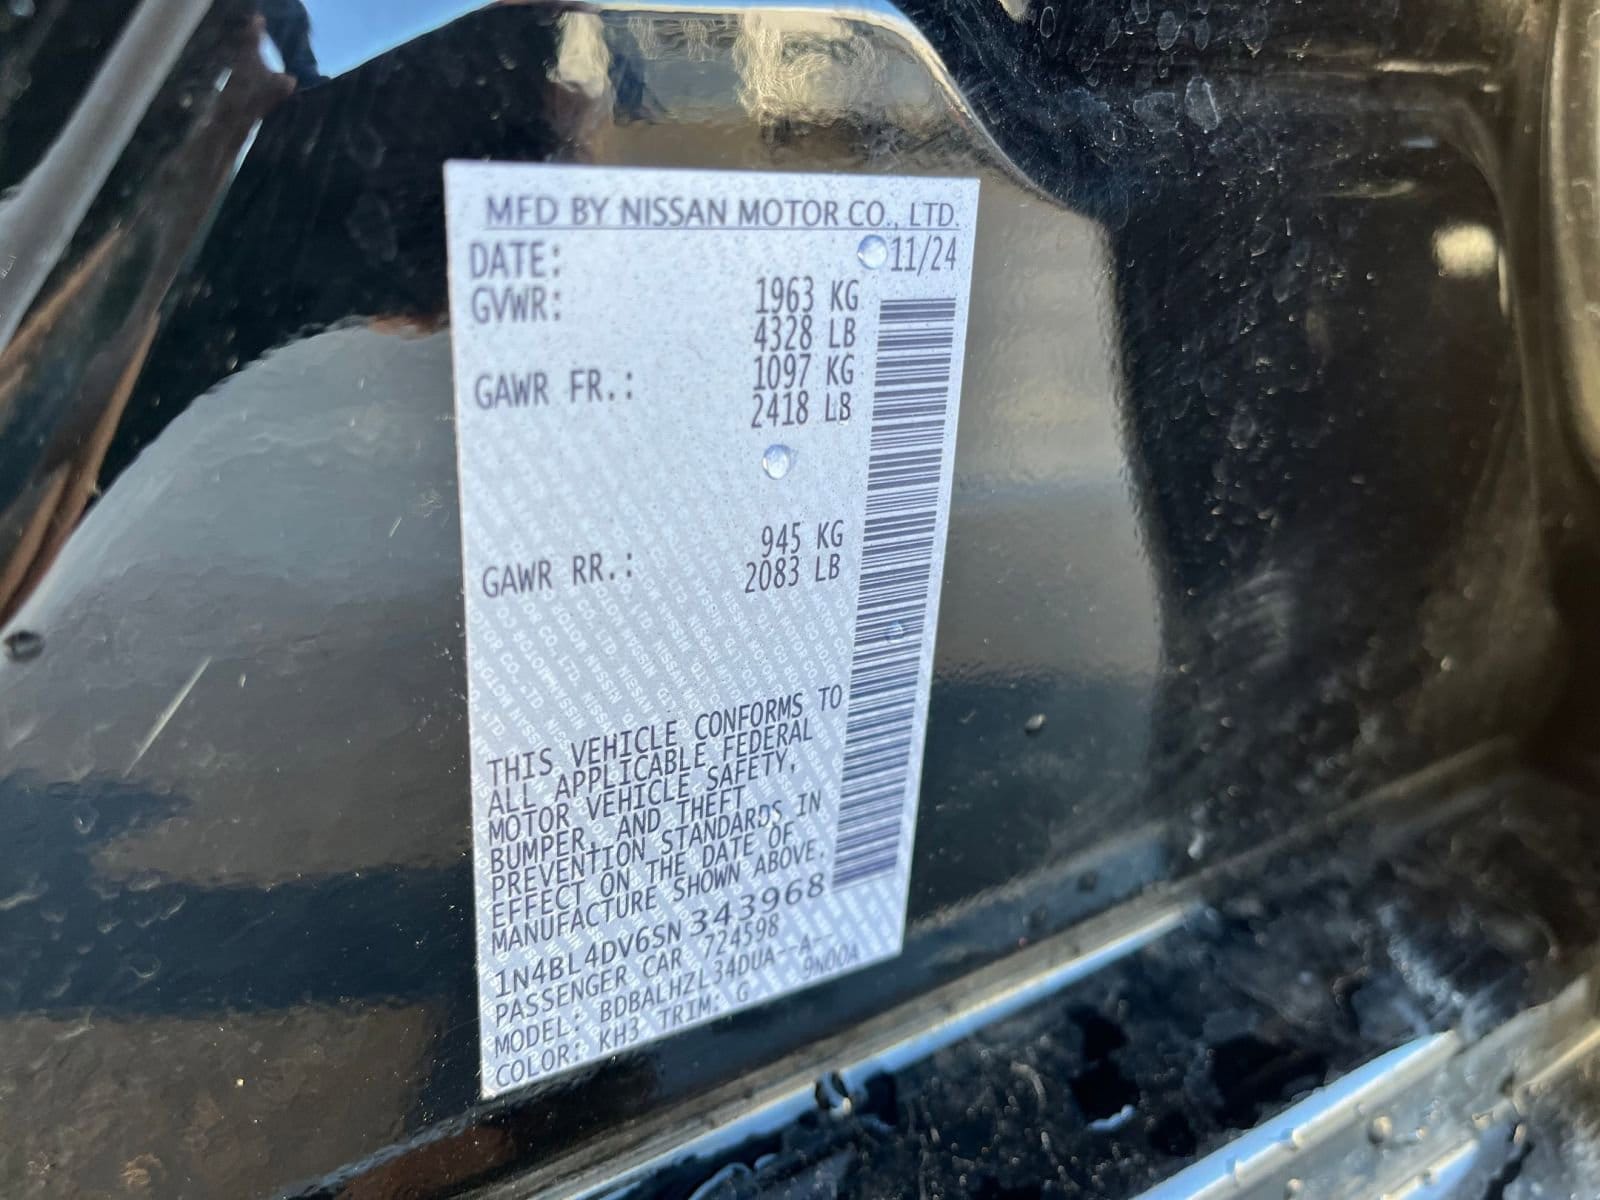 MFD BY NISSAN MOTOR CO., LTD.
DATE: 11/24
GVWR: 1963 KG
4328 LB
GAWR FR.: 1097 KG
2418 LB
GAWR RR.: 945 KG
2083 LB
THIS VEHICLE CONFORMS TO
ALL APPLICABLE FEDERAL
MOTOR VEHICLE SAFETY,
BUMPER, AND THEFT
PREVENTION STANDARDS IN
EFFECT ON THE DATE OF
MANUFACTURE SHOWN ABOVE.
1N4BL4DV6SN343968
PASSENGER CAR 724598
MODEL: BDBALHZL34DUA--A--
COLOR: KH3 TRIM: G 9N00A